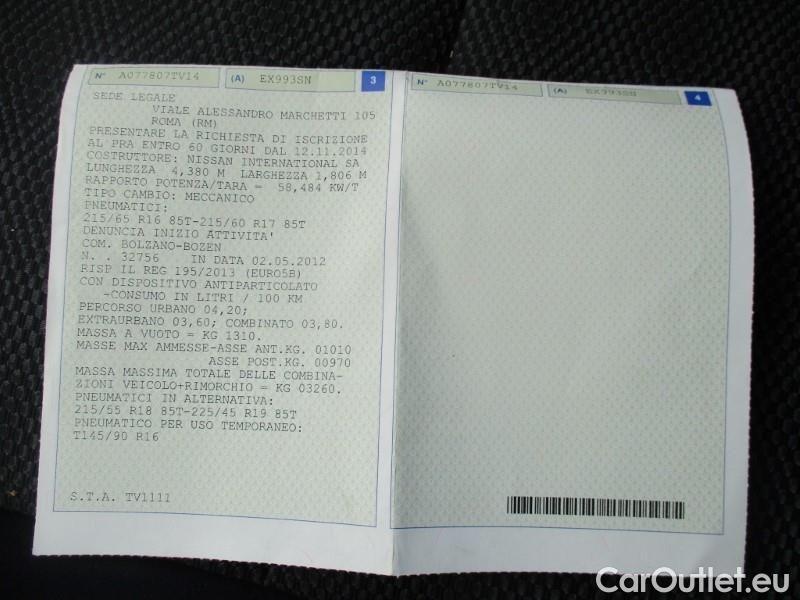 N° A077807TV14 (A) EX993SN 3
SEDE LEGALE
VIALE ALESSANDRO MARCHETTI 105
ROMA (RM)
PRESENTARE LA RICHIESTA DI ISCRIZIONE
AL PRA ENTRO 60 GIORNI DAL 12.11.2014
COSTRUTTORE: NISSAN INTERNATIONAL SA
LUNGHEZZA 4,380 M LARGHEZZA 1,806 M
RAPPORTO POTENZA/TARA = 58,484 KW/T
TIPO CAMBIO: MECCANICO
PNEUMATICI:
215/65 R16 85T-215/60 R17 85T
DENUNCIA INIZIO ATTIVITA'
COM. BOLZANO-BOZEN
N. . 32756 IN DATA 02.05.2012
RISP IL REG 195/2013 (EURO5B)
CON DISPOSITIVO ANTIPARTICOLATO
-CONSUMO IN LITRI / 100 KM
PERCORSO URBANO 04,20;
EXTRAURBANO 03,60; COMBINATO 03,80.
MASSA A VUOTO = KG 1310.
MASSE MAX AMMESSE-ASSE ANT.KG. 01010
ASSE POST.KG. 00970
MASSA MASSIMA TOTALE DELLE COMBINA-
ZIONI VEICOLO+RIMORCHIO = KG 03260.
PNEUMATICI IN ALTERNATIVA:
215/55 R18 85T-225/45 R19 85T
PNEUMATICO PER USO TEMPORANEO:
T145/90 R16
S.T.A. TV1111
N° A077807TV14 (A) EX993SN 4
CarOutlet.eu